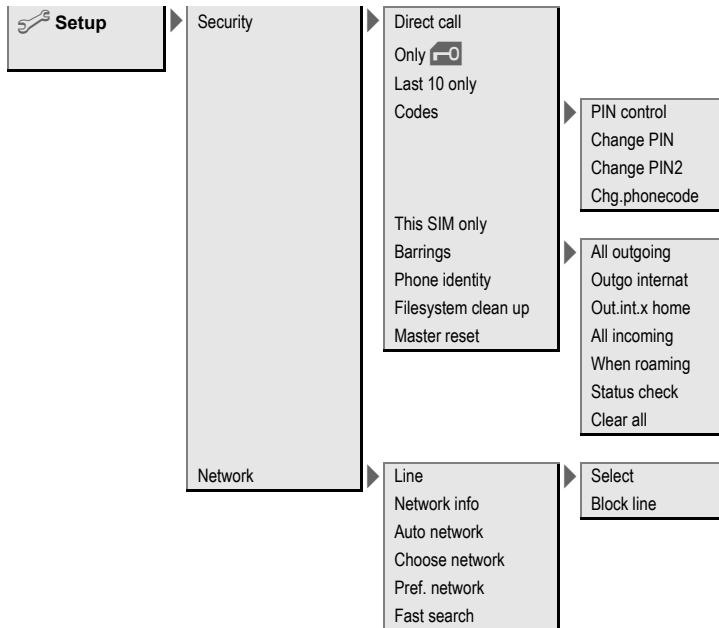 Setup
Security
Direct call
Only
Last 10 only
Codes
PIN control
Change PIN
Change PIN2
Chg.phonecode
This SIM only
Barrings
All outgoing
Phone identity
Outgo internat
Filesystem clean up
Out.int.x home
Master reset
All incoming
When roaming
Status check
Clear all
Network
Line
Select
Network info
Block line
Auto network
Choose network
Pref. network
Fast search